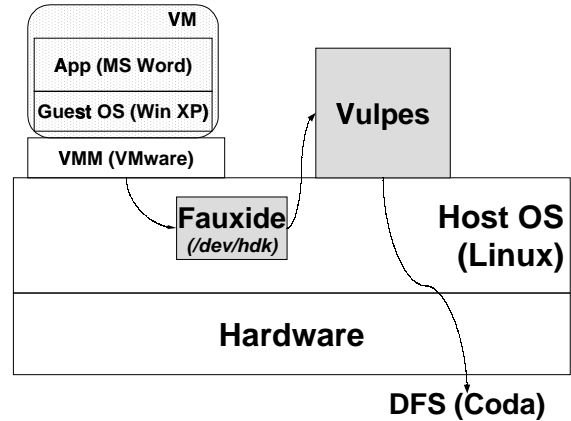 VM
App (MS Word)
Guest OS (Win XP)
VMM (VMware)
Vulpes
Fauxide
(/dev/hdk)
Host OS
(Linux)
Hardware
DFS (Coda)